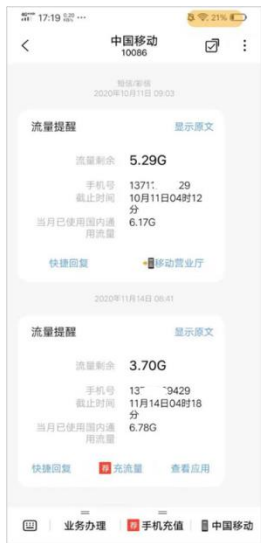 17:19
21%
中国移动
10086
短信/彩信
2020年10月11日 09:03
流量提醒 显示原文
流量剩余 5.29G
手机号 1371 29
截止时间 10月11日04时12
分
当月已使用国内通 6.17G
用流量
快捷回复 移动营业厅
2020年11月14日 08:41
流量提醒 显示原文
流量剩余 3.70G
手机号 13 9429
截止时间 11月14日04时18
分
当月已使用国内通 6.78G
用流量
快捷回复 荐 充流量 查看应用
业务办理 荐 手机充值 中国移动